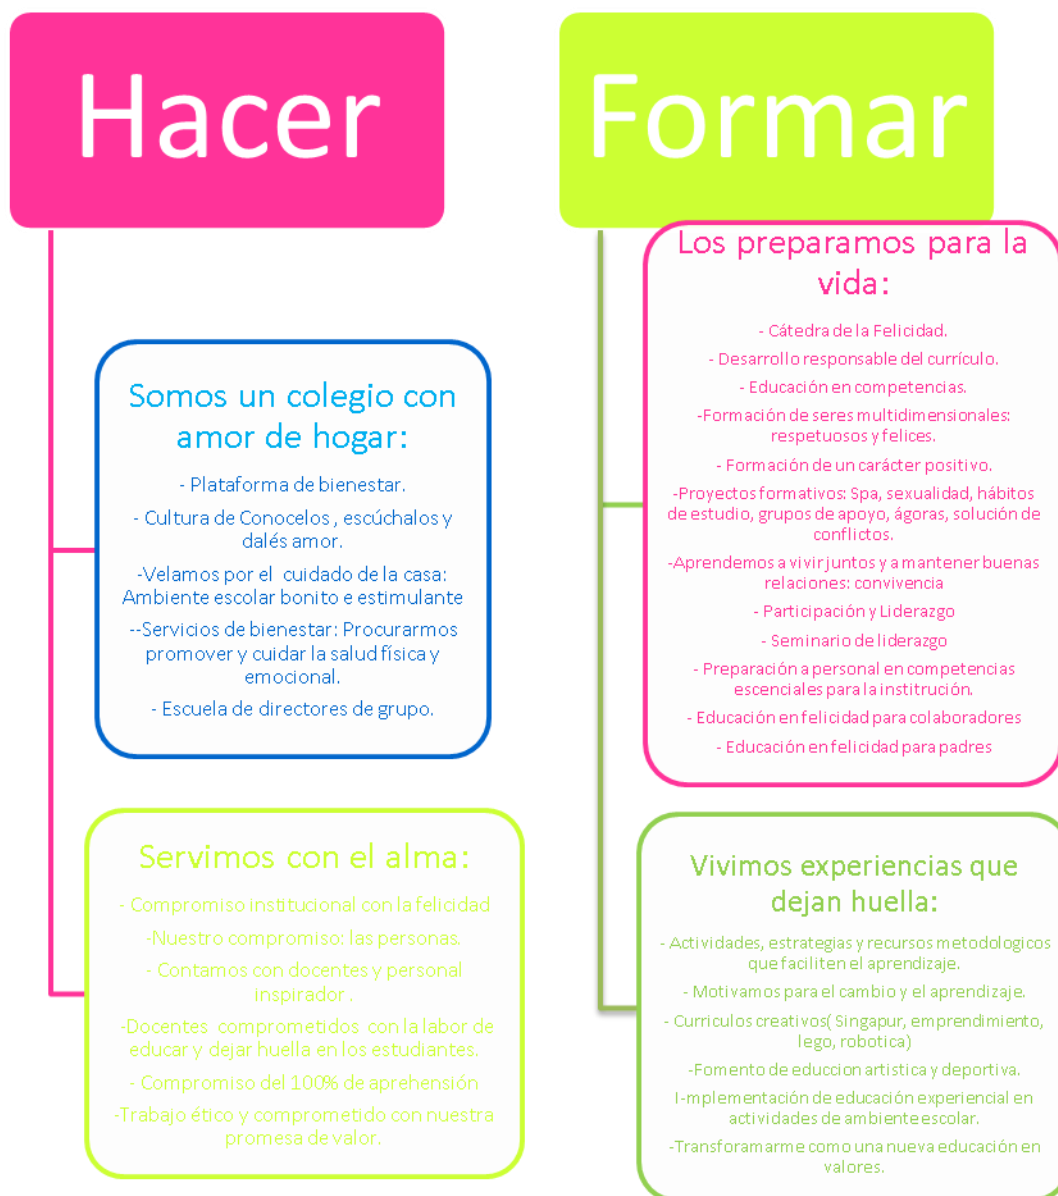 Hacer
Somos un colegio con
amor de hogar:
- Plataforma de bienestar.
- Cultura de Conocelos , escúchalos y
dalés amor.
-Velamos por el cuidado de la casa:
Ambiente escolar bonito e estimulante
--Servicios de bienestar: Procurarmos
promover y cuidar la salud física y
emocional.
- Escuela de directores de grupo.
Servimos con el alma:
- Compromiso institucional con la felicidad
-Nuestro compromiso: las personas.
- Contamos con docentes y personal
inspirador .
-Docentes comprometidos con la labor de
educar y dejar huella en los estudiantes.
- Compromiso del 100% de aprehensión
-Trabajo ético y comprometido con nuestra
promesa de valor.
Formar
Los preparamos para la
vida:
- Cátedra de la Felicidad.
- Desarrollo responsable del currículo.
- Educación en competencias.
-Formación de seres multidimensionales:
respetuosos y felices.
- Formación de un carácter positivo.
-Proyectos formativos: Spa, sexualidad, hábitos
de estudio, grupos de apoyo, ágoras, solución de
conflictos.
-Aprendemos a vivir juntos y a mantener buenas
relaciones: convivencia
- Participación y Liderazgo
- Seminario de liderazgo
- Preparación a personal en competencias
escenciales para la institrución.
- Educación en felicidad para colaboradores
- Educación en felicidad para padres
Vivimos experiencias que
dejan huella:
- Actividades, estrategias y recursos metodologicos
que faciliten el aprendizaje.
- Motivamos para el cambio y el aprendizaje.
- Curriculos creativos( Singapur, emprendimiento,
lego, robotica)
-Fomento de educcion artistica y deportiva.
I-mplementación de educación experiencial en
actividades de ambiente escolar.
-Transforamarme como una nueva educación en
valores.